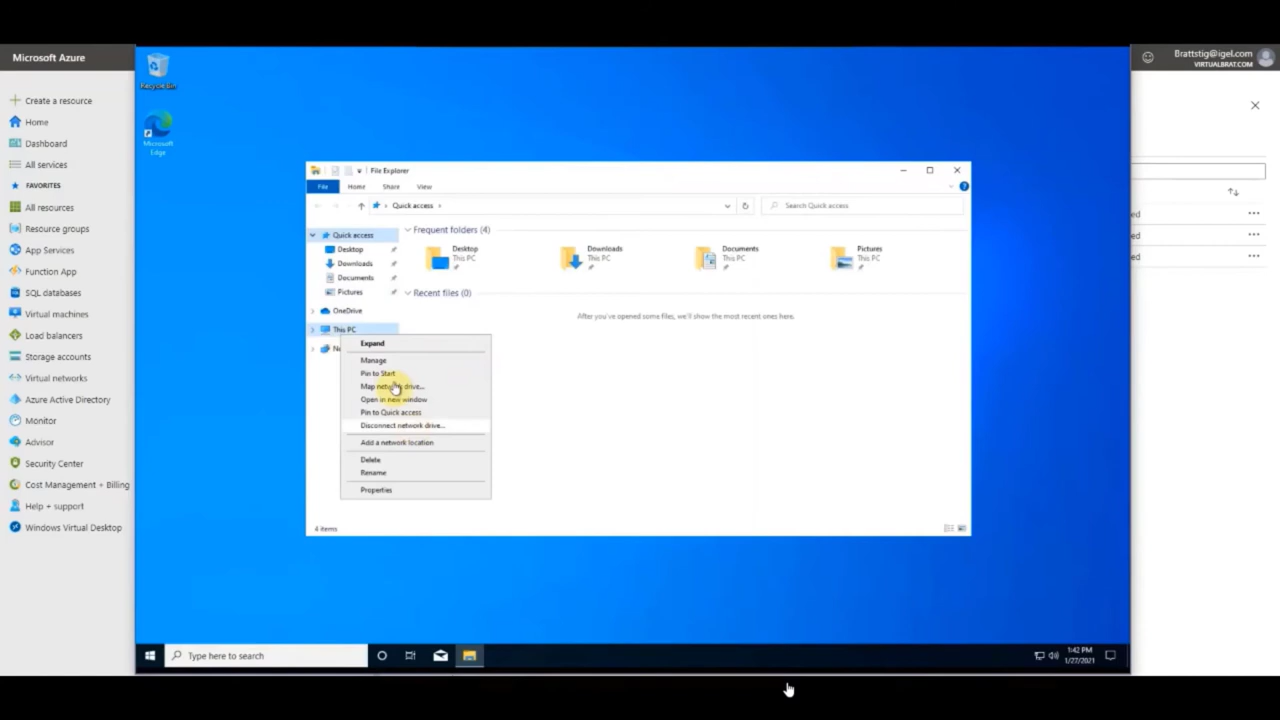 Microsoft Azure
Brattstig@igel.com
VIRTUALBRAT.COM
Create a resource
Home
Dashboard
All services
FAVORITES
All resources
Resource groups
App Services
Function App
SQL databases
Virtual machines
Load balancers
Storage accounts
Virtual networks
Azure Active Directory
Monitor
Advisor
Security Center
Cost Management + Billing
Help + support
Windows Virtual Desktop
Recycle Bin
Microsoft
Edge
File Explorer
File Home Share View
Quick access
Search Quick access
Quick access
Desktop
Downloads
Documents
Pictures
OneDrive
This PC
Frequent folders (4)
Desktop
This PC
Downloads
This PC
Documents
This PC
Pictures
This PC
Recent files (0)
After you've opened some files, we'll show the most recent ones here.
Expand
Manage
Pin to Start
Map network drive...
Open in new window
Pin to Quick access
Disconnect network drive...
Add a network location
Delete
Rename
Properties
4 items
ed
ed
ed
Type here to search
1:42 PM
1/27/2021